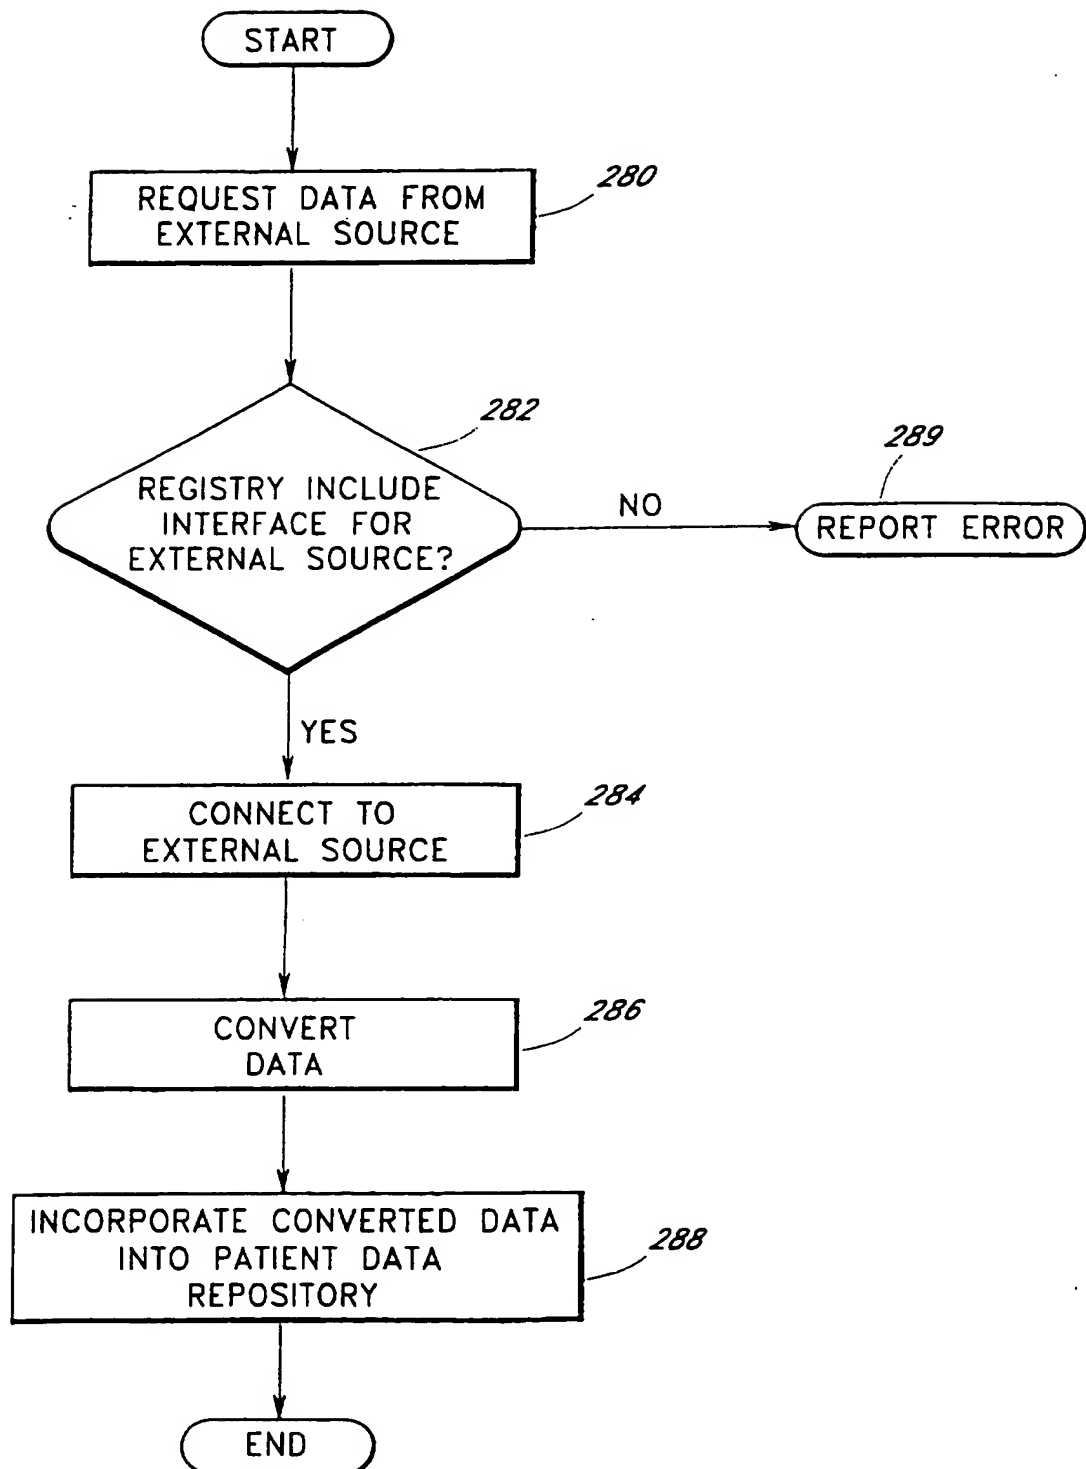 START
REQUEST DATA FROM
EXTERNAL SOURCE
280
REGISTRY INCLUDE
INTERFACE FOR
EXTERNAL SOURCE?
282
NO
REPORT ERROR
289
YES
CONNECT TO
EXTERNAL SOURCE
284
CONVERT
DATA
286
INCORPORATE CONVERTED DATA
INTO PATIENT DATA
REPOSITORY
288
END